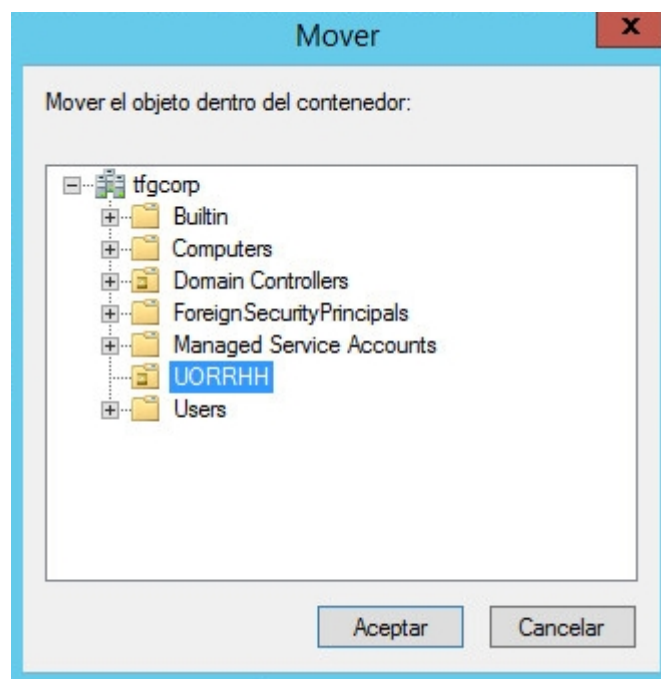 Mover
x
Mover el objeto dentro del contenedor:
tfgcorp
Builtin
Computers
Domain Controllers
ForeignSecurityPrincipals
Managed Service Accounts
UORRHH
Users
Aceptar Cancelar